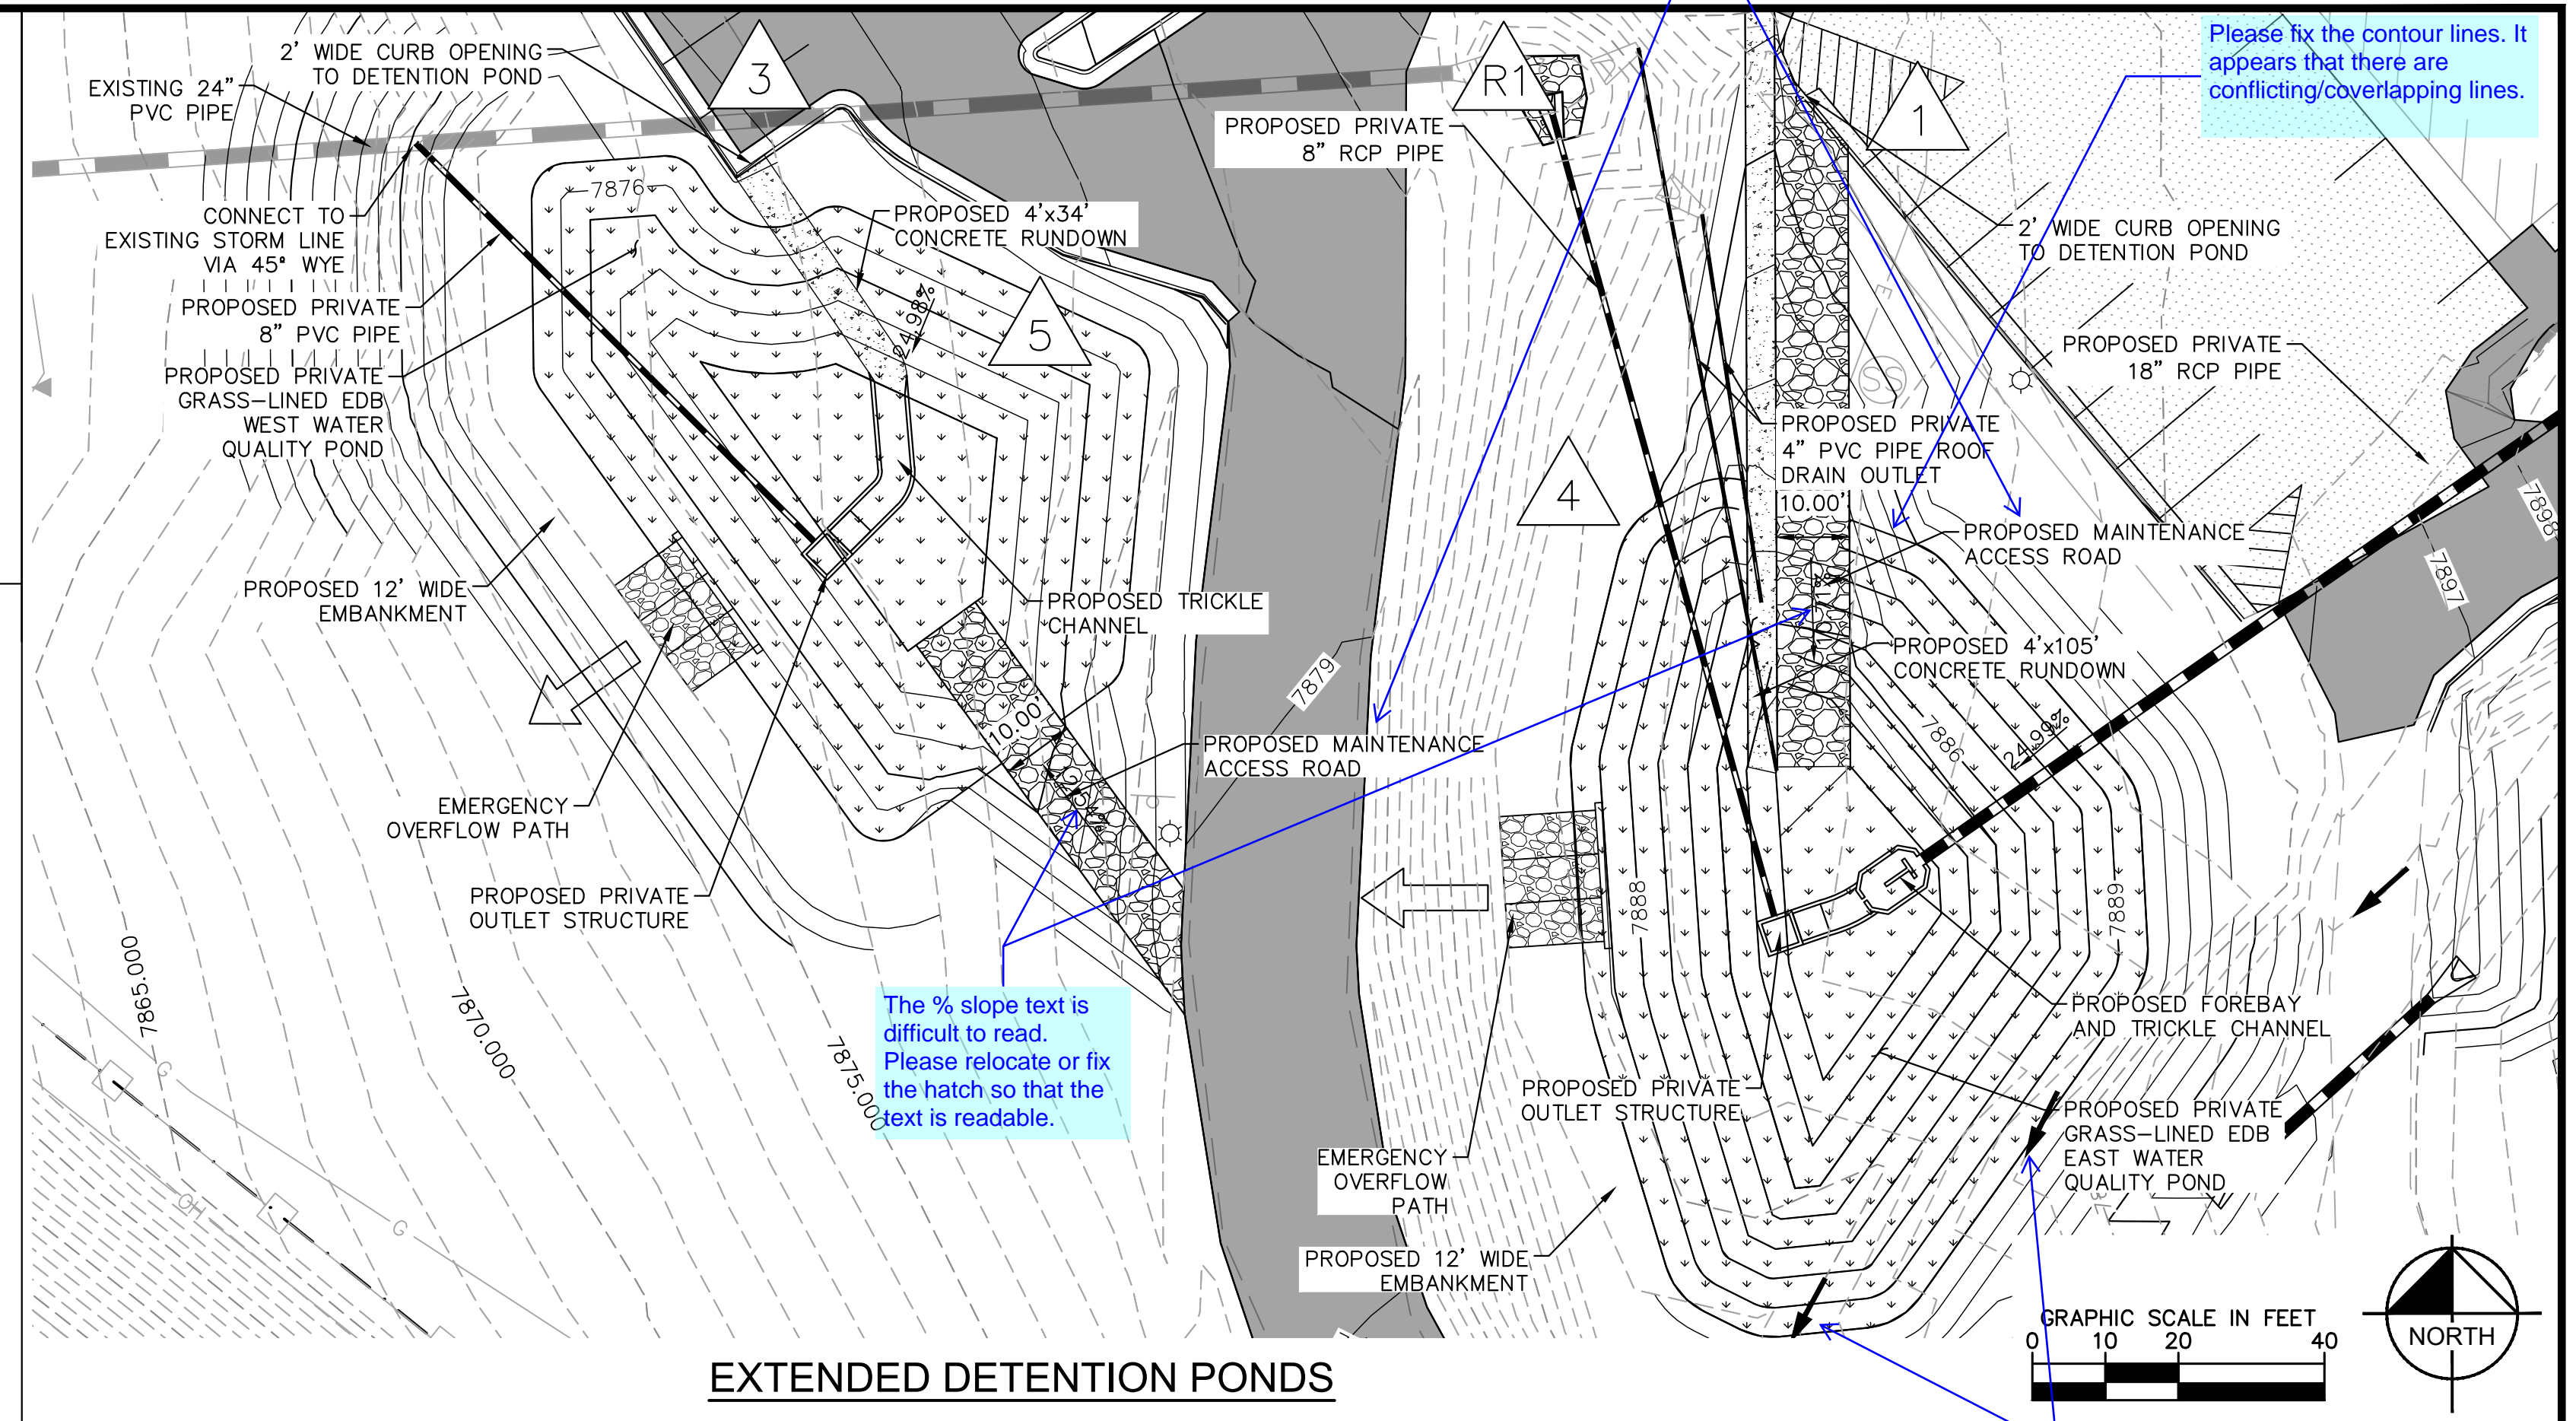 2' WIDE CURB OPENING
TO DETENTION POND
EXISTING 24"
PVC PIPE
3
CONNECT TO
EXISTING STORM LINE
VIA 45° WYE
PROPOSED PRIVATE
8" PVC PIPE
PROPOSED PRIVATE
GRASS-LINED EDB
WEST WATER
QUALITY POND
7876
PROPOSED 4'x34'
CONCRETE RUNDOWN
24.98%
5
PROPOSED 12' WIDE
EMBANKMENT
PROPOSED TRICKLE
CHANNEL
10.00'
PROPOSED MAINTENANCE
ACCESS ROAD
7879
EMERGENCY
OVERFLOW PATH
PROPOSED PRIVATE
OUTLET STRUCTURE
7865.000
7870.000
7875.000
G
G
OH
The % slope text is
difficult to read.
Please relocate or fix
the hatch so that the
text is readable.
R1
PROPOSED PRIVATE
8" RCP PIPE
1
Please fix the contour lines. It
appears that there are
conflicting/coverlapping lines.
2' WIDE CURB OPENING
TO DETENTION POND
E
SS
PROPOSED PRIVATE
18" RCP PIPE
PROPOSED PRIVATE
4" PVC PIPE ROOF
DRAIN OUTLET
10.00'
4
PROPOSED MAINTENANCE
ACCESS ROAD
PROPOSED 4'x105'
CONCRETE RUNDOWN
7898
7897
7886
24.99%
7888
7889
PROPOSED FOREBAY
AND TRICKLE CHANNEL
PROPOSED PRIVATE
OUTLET STRUCTURE
PROPOSED PRIVATE
GRASS-LINED EDB
EAST WATER
QUALITY POND
EMERGENCY
OVERFLOW
PATH
PROPOSED 12' WIDE
EMBANKMENT
GRAPHIC SCALE IN FEET
0 10 20 40
NORTH
EXTENDED DETENTION PONDS